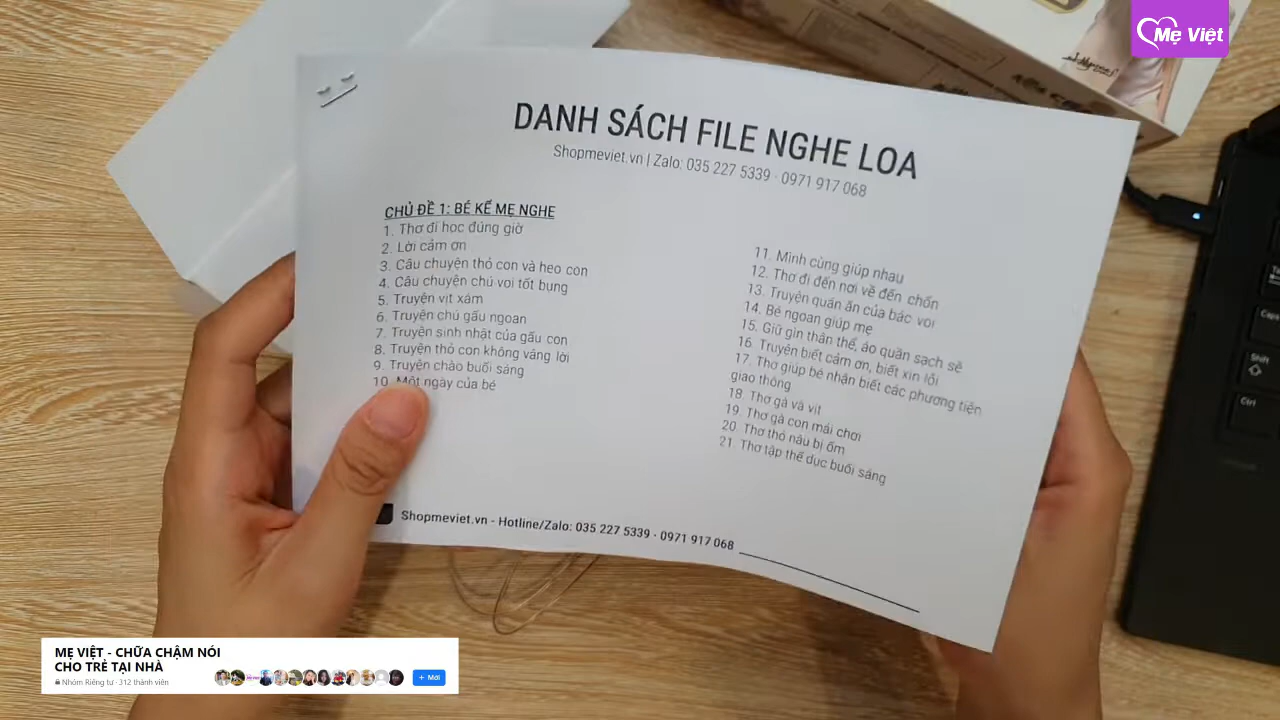 Mẹ Việt
DANH SÁCH FILE NGHE LOA
Shopmeviet.vn | Zalo: 035 227 5339 - 0971 917 068
CHỦ ĐỀ 1: BÉ KỂ MẸ NGHE
1. Thơ đi học đúng giờ
2. Lời cảm ơn
3. Câu chuyện thỏ con và heo con
4. Câu chuyện chú voi tốt bụng
5. Truyện vịt xám
6. Truyện chú gấu ngoan
7. Truyện sinh nhật của gấu con
8. Truyện thỏ con không vâng lời
9. Truyện chào buổi sáng
10. Một ngày của bé
11. Mình cùng giúp nhau
12. Thơ đi đến nơi về đến chốn
13. Truyện quán ăn của bác voi
14. Bé ngoan giúp mẹ
15. Giữ gìn thân thể, áo quần sạch sẽ
16. Truyện biết cảm ơn, biết xin lỗi
17. Thơ giúp bé nhận biết các phương tiện
giao thông
18. Thơ gà và vịt
19. Thơ gà con mải chơi
20. Thơ thỏ nâu bị ốm
21. Thơ tập thể dục buổi sáng
Shopmeviet.vn - Hotline/Zalo: 035 227 5339 - 0971 917 068
Caps
Shift
Ctrl
MẸ VIỆT - CHỮA CHẬM NÓI
CHO TRẺ TẠI NHÀ
Nhóm Riêng tư · 312 thành viên
+ Mời